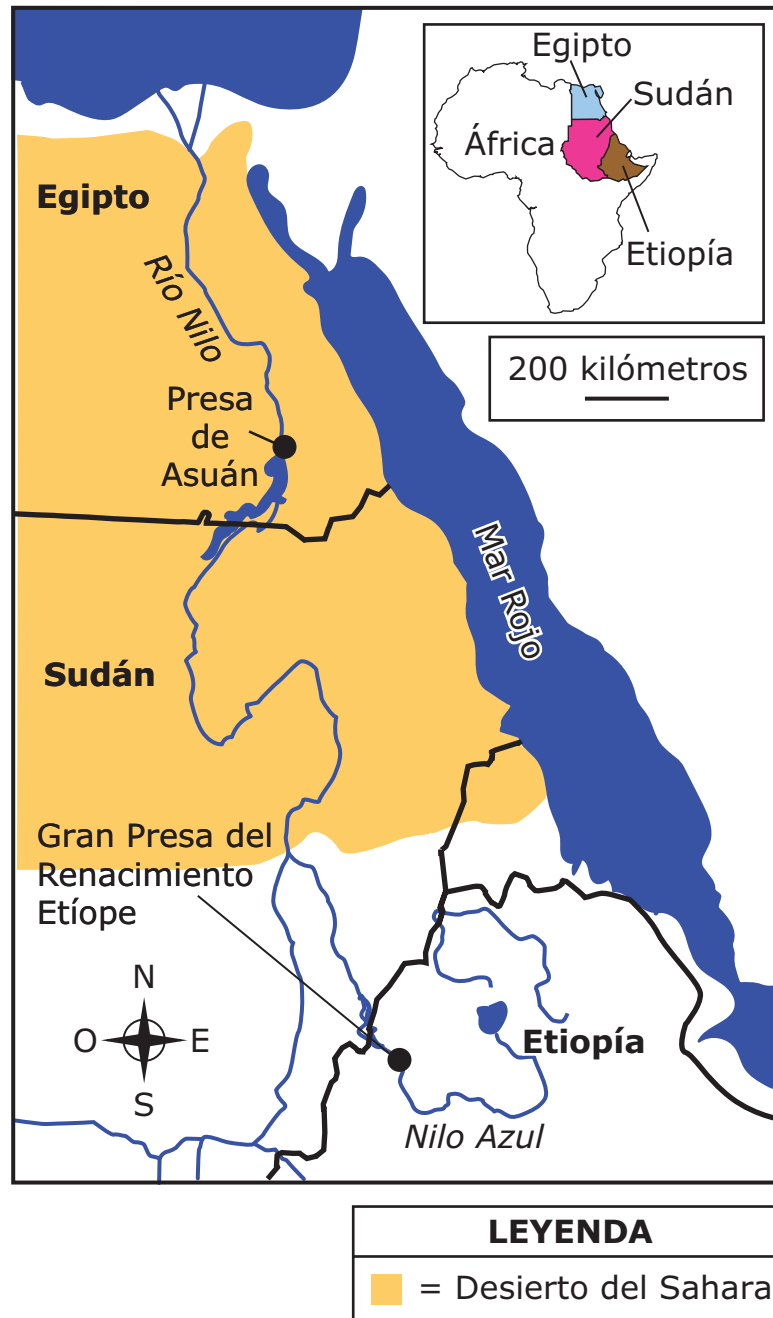 Egipto
Sudán
África
Etiopía
200 kilómetros
Egipto
Río Nilo
Presa
de
Asuán
Mar Rojo
Sudán
Gran Presa del
Renacimiento
Etíope
N
O
E
S
Etiopía
Nilo Azul
LEYENDA
= Desierto del Sahara